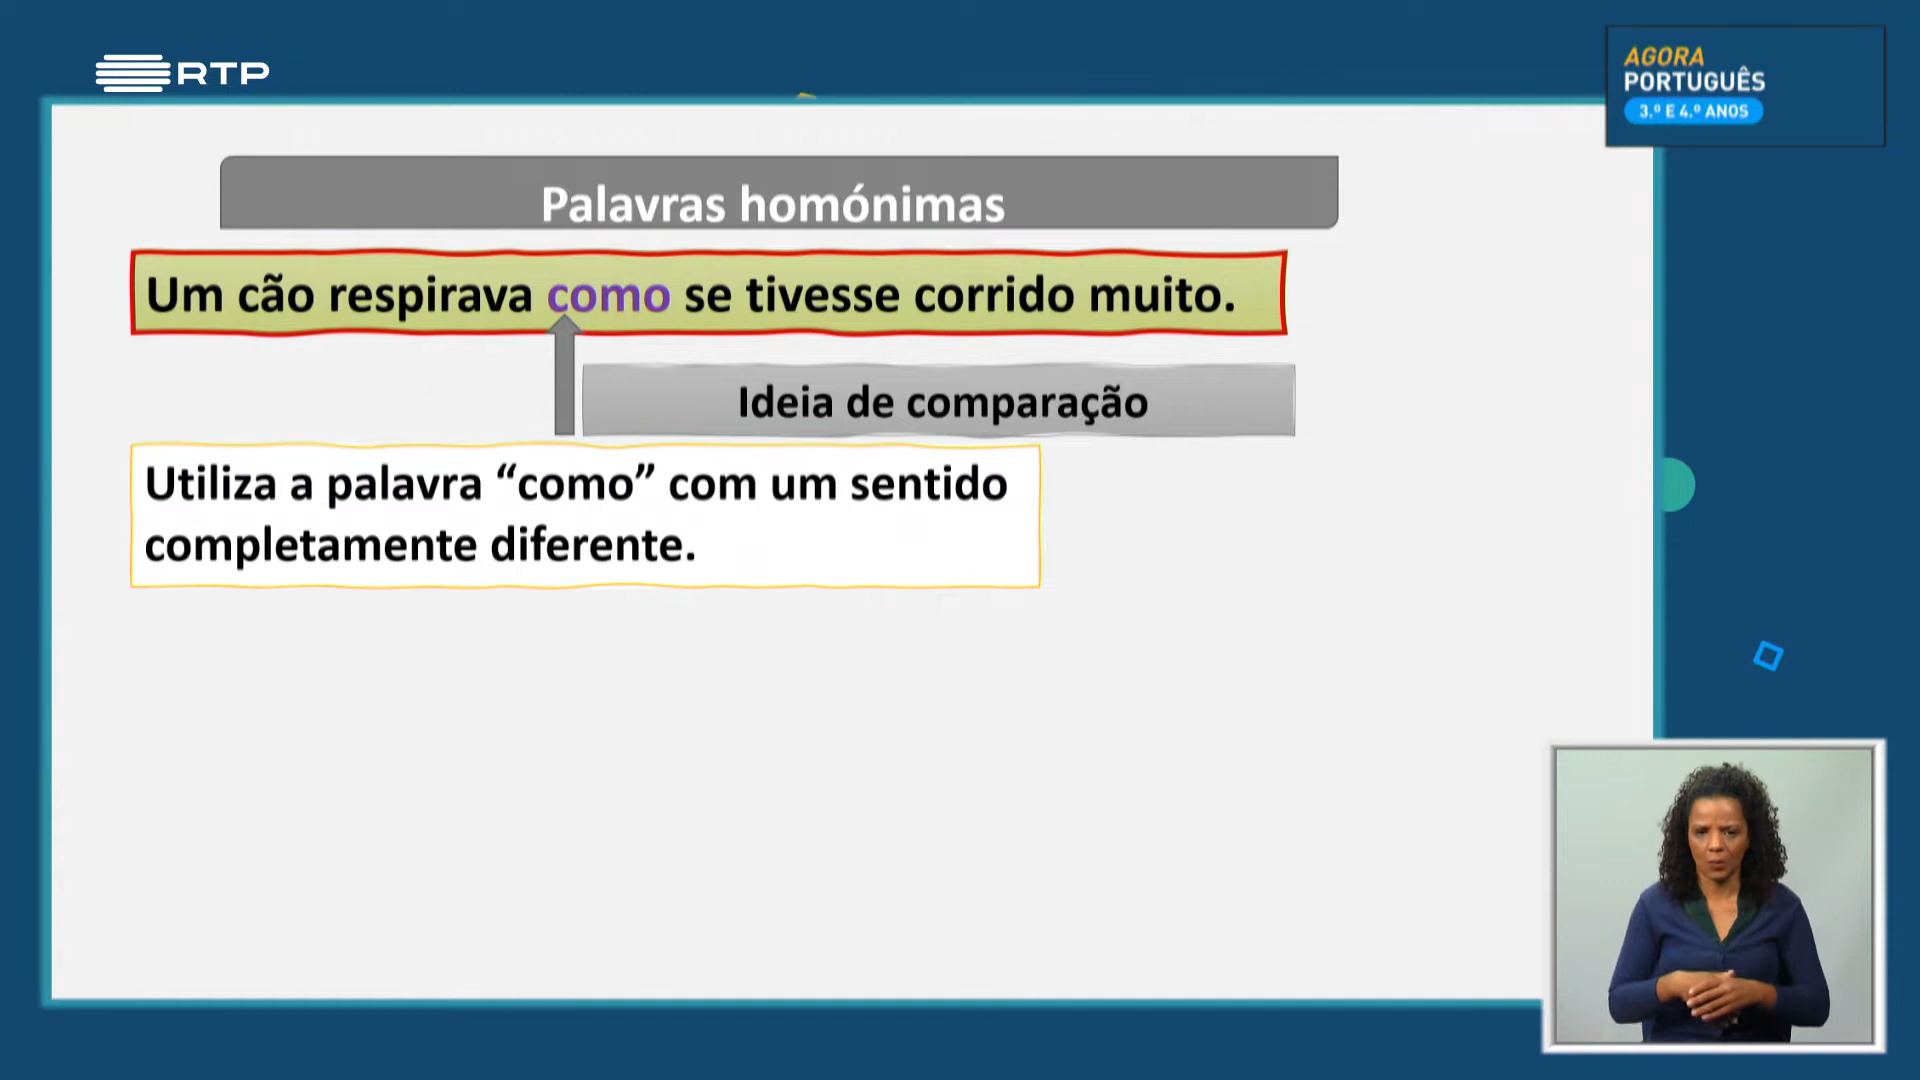 RTP
AGORA
PORTUGUÊS
3.º E 4.º ANOS
Palavras homónimas
Um cão respirava como se tivesse corrido muito.
Ideia de comparação
Utiliza a palavra “como” com um sentido
completamente diferente.